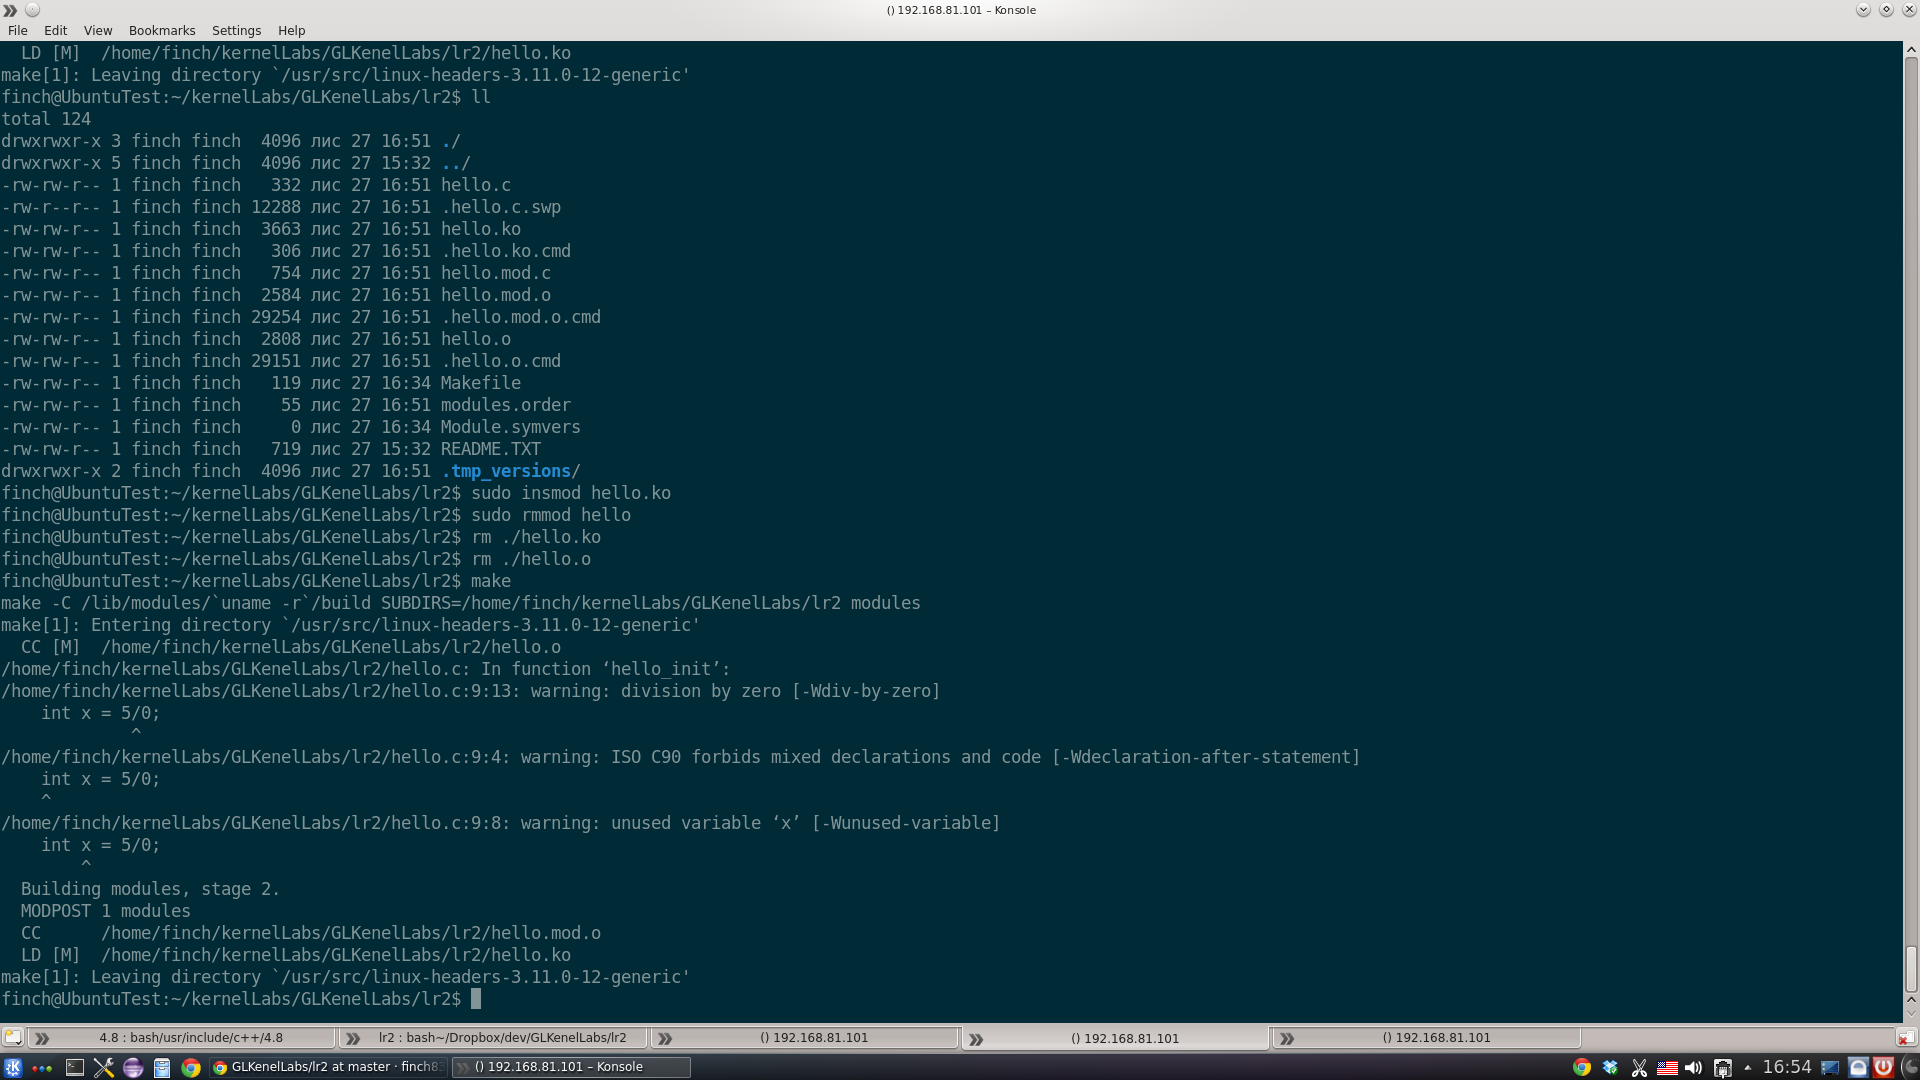 () 192.168.81.101 – Konsole
File Edit View Bookmarks Settings Help
  LD [M]  /home/finch/kernelLabs/GLKenelLabs/lr2/hello.ko
make[1]: Leaving directory `/usr/src/linux-headers-3.11.0-12-generic'
finch@UbuntuTest:~/kernelLabs/GLKenelLabs/lr2$ ll
total 124
drwxrwxr-x 3 finch finch  4096 лис 27 16:51 ./
drwxrwxr-x 5 finch finch  4096 лис 27 15:32 ../
-rw-rw-r-- 1 finch finch   332 лис 27 16:51 hello.c
-rw-r--r-- 1 finch finch 12288 лис 27 16:51 .hello.c.swp
-rw-rw-r-- 1 finch finch  3663 лис 27 16:51 hello.ko
-rw-rw-r-- 1 finch finch   306 лис 27 16:51 .hello.ko.cmd
-rw-rw-r-- 1 finch finch   754 лис 27 16:51 hello.mod.c
-rw-rw-r-- 1 finch finch  2584 лис 27 16:51 hello.mod.o
-rw-rw-r-- 1 finch finch 29254 лис 27 16:51 .hello.mod.o.cmd
-rw-rw-r-- 1 finch finch  2808 лис 27 16:51 hello.o
-rw-rw-r-- 1 finch finch 29151 лис 27 16:51 .hello.o.cmd
-rw-rw-r-- 1 finch finch   119 лис 27 16:34 Makefile
-rw-rw-r-- 1 finch finch    55 лис 27 16:51 modules.order
-rw-rw-r-- 1 finch finch     0 лис 27 16:34 Module.symvers
-rw-rw-r-- 1 finch finch   719 лис 27 15:32 README.TXT
drwxrwxr-x 2 finch finch  4096 лис 27 16:51 .tmp_versions/
finch@UbuntuTest:~/kernelLabs/GLKenelLabs/lr2$ sudo insmod hello.ko
finch@UbuntuTest:~/kernelLabs/GLKenelLabs/lr2$ sudo rmmod hello
finch@UbuntuTest:~/kernelLabs/GLKenelLabs/lr2$ rm ./hello.ko
finch@UbuntuTest:~/kernelLabs/GLKenelLabs/lr2$ rm ./hello.o
finch@UbuntuTest:~/kernelLabs/GLKenelLabs/lr2$ make
make -C /lib/modules/`uname -r`/build SUBDIRS=/home/finch/kernelLabs/GLKenelLabs/lr2 modules
make[1]: Entering directory `/usr/src/linux-headers-3.11.0-12-generic'
  CC [M]  /home/finch/kernelLabs/GLKenelLabs/lr2/hello.o
/home/finch/kernelLabs/GLKenelLabs/lr2/hello.c: In function ‘hello_init’:
/home/finch/kernelLabs/GLKenelLabs/lr2/hello.c:9:13: warning: division by zero [-Wdiv-by-zero]
    int x = 5/0;
             ^
/home/finch/kernelLabs/GLKenelLabs/lr2/hello.c:9:4: warning: ISO C90 forbids mixed declarations and code [-Wdeclaration-after-statement]
    int x = 5/0;
    ^
/home/finch/kernelLabs/GLKenelLabs/lr2/hello.c:9:8: warning: unused variable ‘x’ [-Wunused-variable]
    int x = 5/0;
        ^
  Building modules, stage 2.
  MODPOST 1 modules
  CC      /home/finch/kernelLabs/GLKenelLabs/lr2/hello.mod.o
  LD [M]  /home/finch/kernelLabs/GLKenelLabs/lr2/hello.ko
make[1]: Leaving directory `/usr/src/linux-headers-3.11.0-12-generic'
finch@UbuntuTest:~/kernelLabs/GLKenelLabs/lr2$
4.8 : bash/usr/include/c++/4.8
lr2 : bash~/Dropbox/dev/GLKenelLabs/lr2
() 192.168.81.101
() 192.168.81.101
() 192.168.81.101
GLKenelLabs/lr2 at master · finch8
() 192.168.81.101 – Konsole
16:54